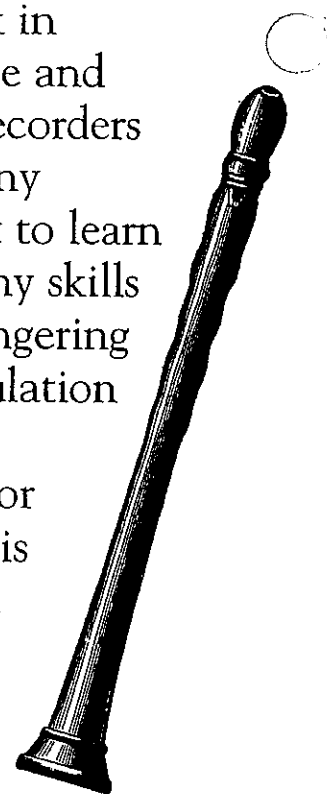 t in
e and
ecorders
ny
t to learn
ny skills
ngering
ulation
or
is